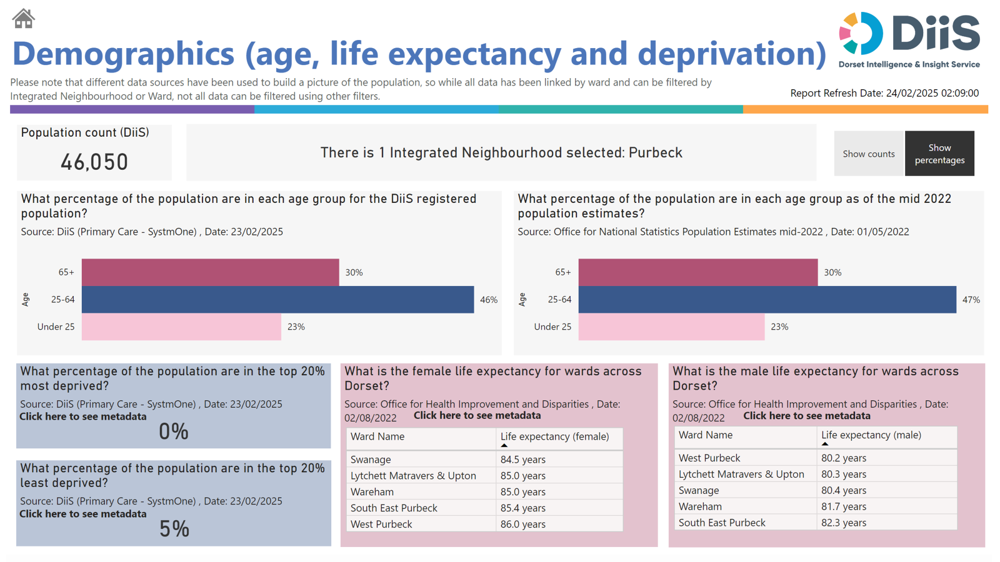 Demographics (age, life expectancy and deprivation)
DiiS
Dorset Intelligence & Insight Service
Please note that different data sources have been used to build a picture of the population, so while all data has been linked by ward and can be filtered by
Integrated Neighbourhood or Ward, not all data can be filtered using other filters.
Report Refresh Date: 24/02/2025 02:09:00
Population count (DiiS)
46,050
There is 1 Integrated Neighbourhood selected: Purbeck
Show counts
Show
percentages
What percentage of the population are in each age group for the DiiS registered
population?
Source: DiiS (Primary Care - SystmOne) , Date: 23/02/2025
Age
65+
30%
25-64
46%
Under 25
23%
What percentage of the population are in each age group as of the mid 2022
population estimates?
Source: Office for National Statistics Population Estimates mid-2022 , Date: 01/05/2022
Age
65+
30%
25-64
47%
Under 25
23%
What percentage of the population are in the top 20%
most deprived?
Source: DiiS (Primary Care - SystmOne) , Date: 23/02/2025
Click here to see metadata
0%
What percentage of the population are in the top 20%
least deprived?
Source: DiiS (Primary Care - SystmOne) , Date: 23/02/2025
Click here to see metadata
5%
What is the female life expectancy for wards across
Dorset?
Source: Office for Health Improvement and Disparities , Date:
02/08/2022 Click here to see metadata
Ward Name Life expectancy (female)
Swanage 84.5 years
Lytchett Matravers & Upton 85.0 years
Wareham 85.0 years
South East Purbeck 85.4 years
West Purbeck 86.0 years
What is the male life expectancy for wards across
Dorset?
Source: Office for Health Improvement and Disparities , Date:
02/08/2022 Click here to see metadata
Ward Name Life expectancy (male)
West Purbeck 80.2 years
Lytchett Matravers & Upton 80.3 years
Swanage 80.4 years
Wareham 81.7 years
South East Purbeck 82.3 years